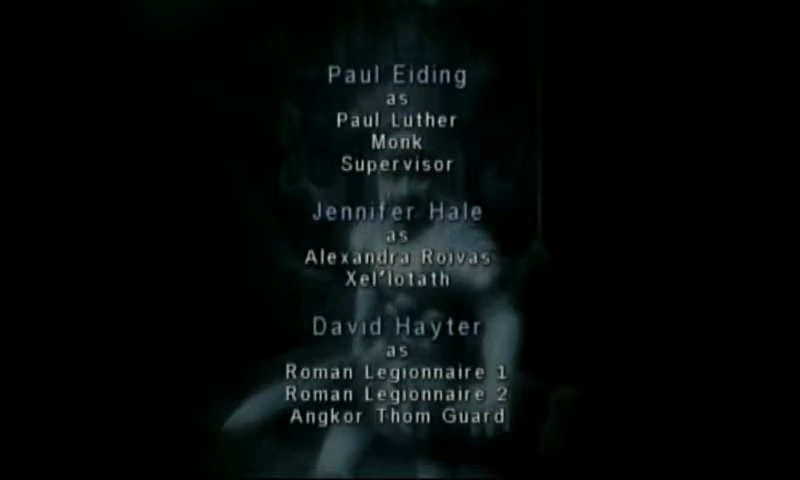 Paul Eiding
as
Paul Luther
Monk
Supervisor
Jennifer Hale
as
Alexandra Roivas
Xel'lotath
David Hayter
as
Roman Legionnaire 1
Roman Legionnaire 2
Angkor Thom Guard